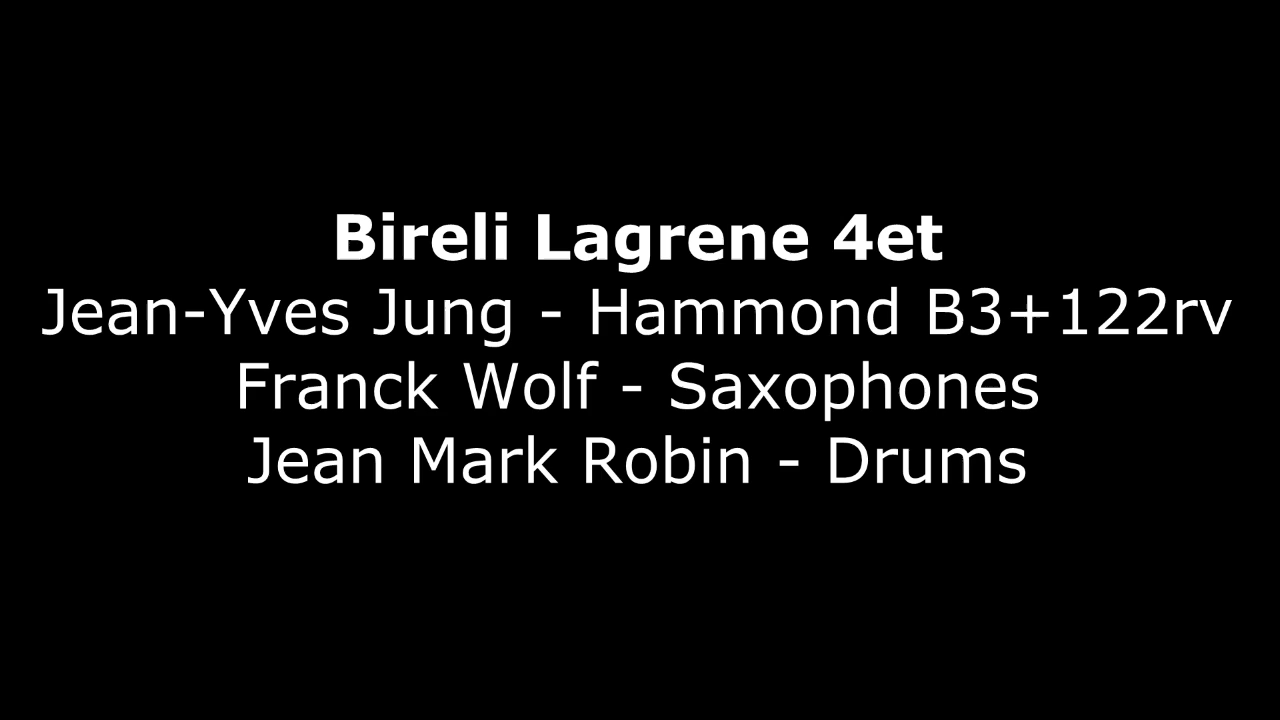 Bireli Lagrene 4et
Jean-Yves Jung - Hammond B3+122rv
Franck Wolf - Saxophones
Jean Mark Robin - Drums